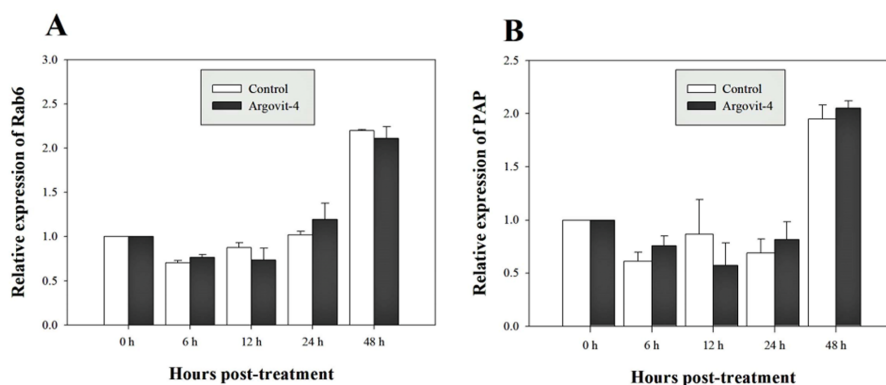 A
Relative expression of Rab6
3.0
2.5
2.0
1.5
1.0
0.5
0.0
Control
Argovit-4
0 h
6 h
12 h
24 h
48 h
Hours post-treatment
B
Relative expression of PAP
2.5
2.0
1.5
1.0
0.5
0.0
Control
Argovit-4
0 h
6 h
12 h
24 h
48 h
Hours post-treatment